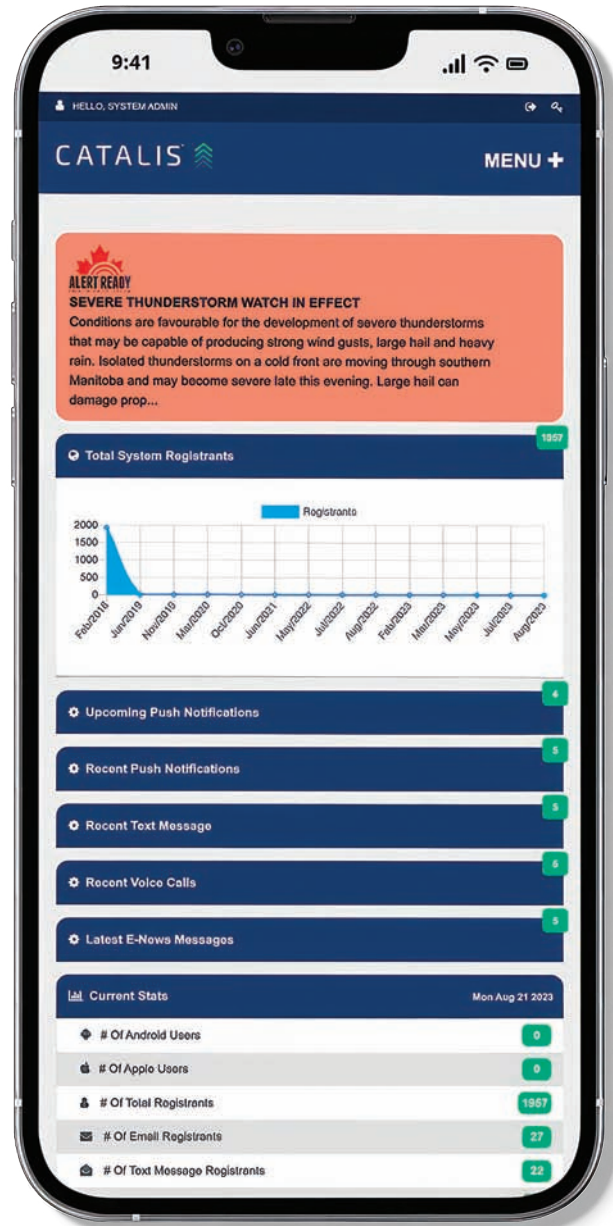 9:41
HELLO, SYSTEM ADMIN
CATALIS
MENU +
ALERT READY
SEVERE THUNDERSTORM WATCH IN EFFECT
Conditions are favourable for the development of severe thunderstorms
that may be capable of producing strong wind gusts, large hail and heavy
rain. Isolated thunderstorms on a cold front are moving through southern
Manitoba and may become severe late this evening. Large hail can
damage prop...
1957
Total System Registrants
Registrants
2000
1500
1000
500
0
Feb/2018 Jun/2019 Nov/2019 Mar/2020 Oct/2020 Jun/2021 May/2022 Jul/2022 Aug/2022 Feb/2023 Mar/2023 May/2023 Jul/2023 Aug/2023
Upcoming Push Notifications
Recent Push Notifications 5
Recent Text Message 5
Recent Voice Calls
Latest E-News Messages 5
Current Stats Mon Aug 21 2023
# Of Android Users 0
# Of Apple Users 0
# Of Total Registrants 1957
# Of Email Registrants 27
# Of Text Message Registrants 22